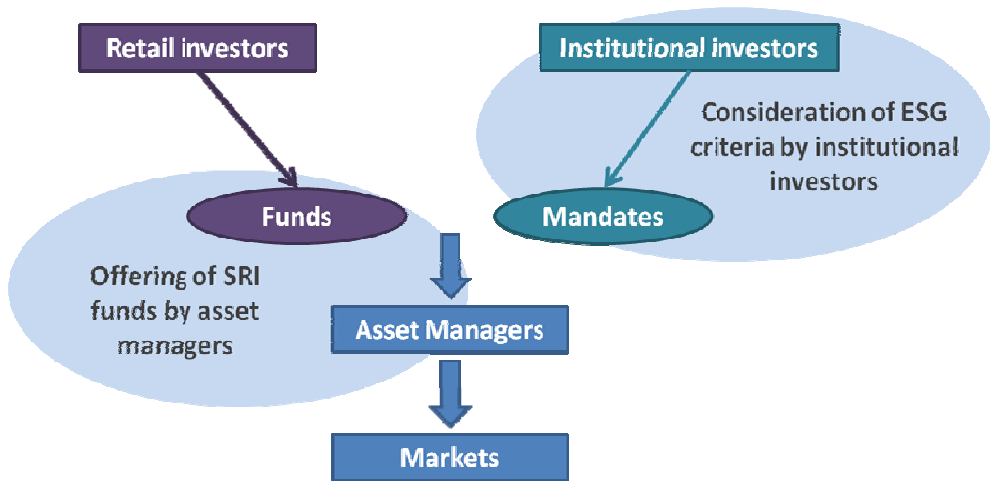 Retail investors
Institutional investors
Consideration of ESG
criteria by institutional
investors
Funds
Mandates
Offering of SRI
funds by asset
managers
Asset Managers
Markets